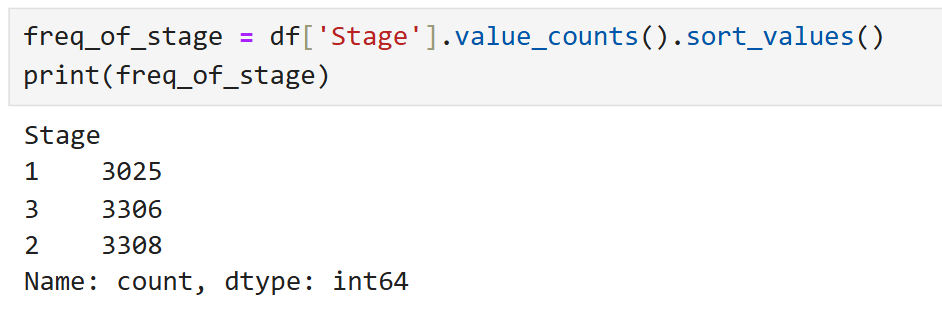 freq_of_stage = df['Stage'].value_counts().sort_values()
print(freq_of_stage)
Stage
1    3025
3    3306
2    3308
Name: count, dtype: int64